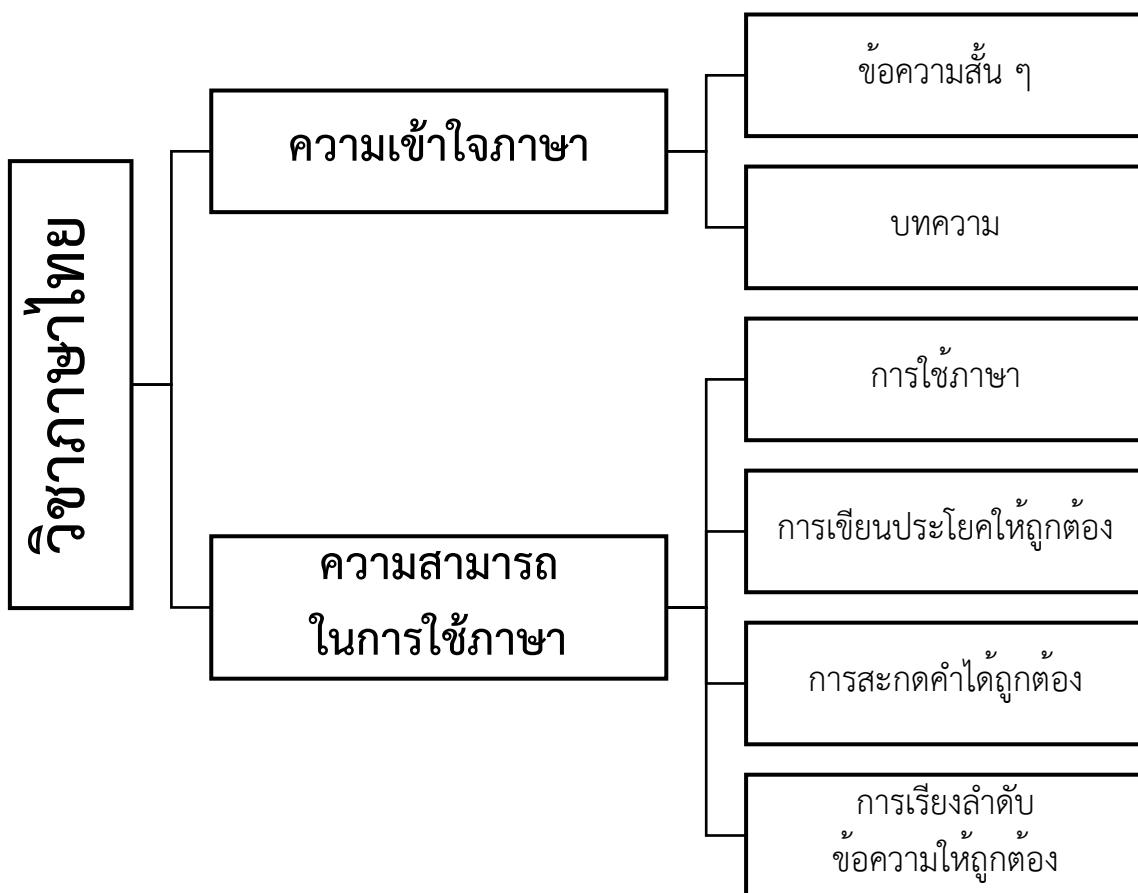 วิชาภาษาไทย
ความเข้าใจภาษา
ข้อความสั้น ๆ
บทความ
ความสามารถ
ในการใช้ภาษา
การใช้ภาษา
การเขียนประโยคให้ถูกต้อง
การสะกดคำได้ถูกต้อง
การเรียงลำดับ
ข้อความให้ถูกต้อง